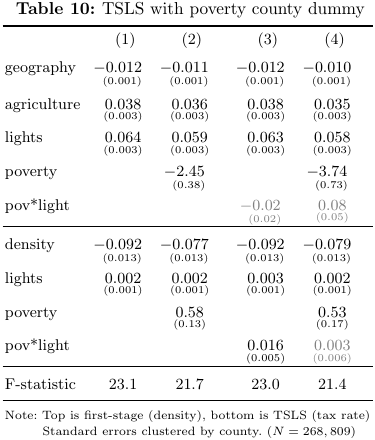 Table 10: TSLS with poverty county dummy
(1) (2) (3) (4)
geography −0.012 −0.011 −0.012 −0.010
(0.001) (0.001) (0.001) (0.001)
agriculture 0.038 0.036 0.038 0.035
(0.003) (0.003) (0.003) (0.003)
lights 0.064 0.059 0.063 0.058
(0.003) (0.003) (0.003) (0.003)
poverty −2.45 −3.74
(0.38) (0.73)
pov*light −0.02 0.08
(0.02) (0.05)
density −0.092 −0.077 −0.092 −0.079
(0.013) (0.013) (0.013) (0.013)
lights 0.002 0.002 0.003 0.002
(0.001) (0.001) (0.001) (0.001)
poverty 0.58 0.53
(0.13) (0.17)
pov*light 0.016 0.003
(0.005) (0.006)
F-statistic 23.1 21.7 23.0 21.4
Note: Top is first-stage (density), bottom is TSLS (tax rate)
Standard errors clustered by county. (N = 268, 809)